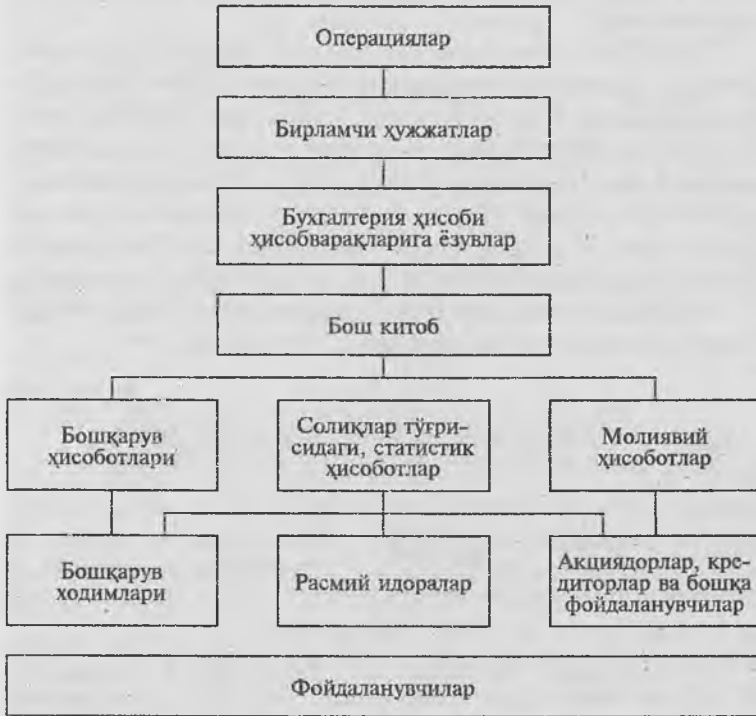 Операциялар
Бирламчи ҳужжатлар
Бухгалтерия ҳисоби
ҳисобварақларига ёзувлар
Бош китоб
Бошқарув
ҳисоботлари
Солиқлар тўғри-
сидаги, статистик
ҳисоботлар
Молиявий
ҳисоботлар
Бошқарув
ходимлари
Расмий идоралар
Акциядорлар, кре-
диторлар ва бошқа
фойдаланувчилар
Фойдаланувчилар